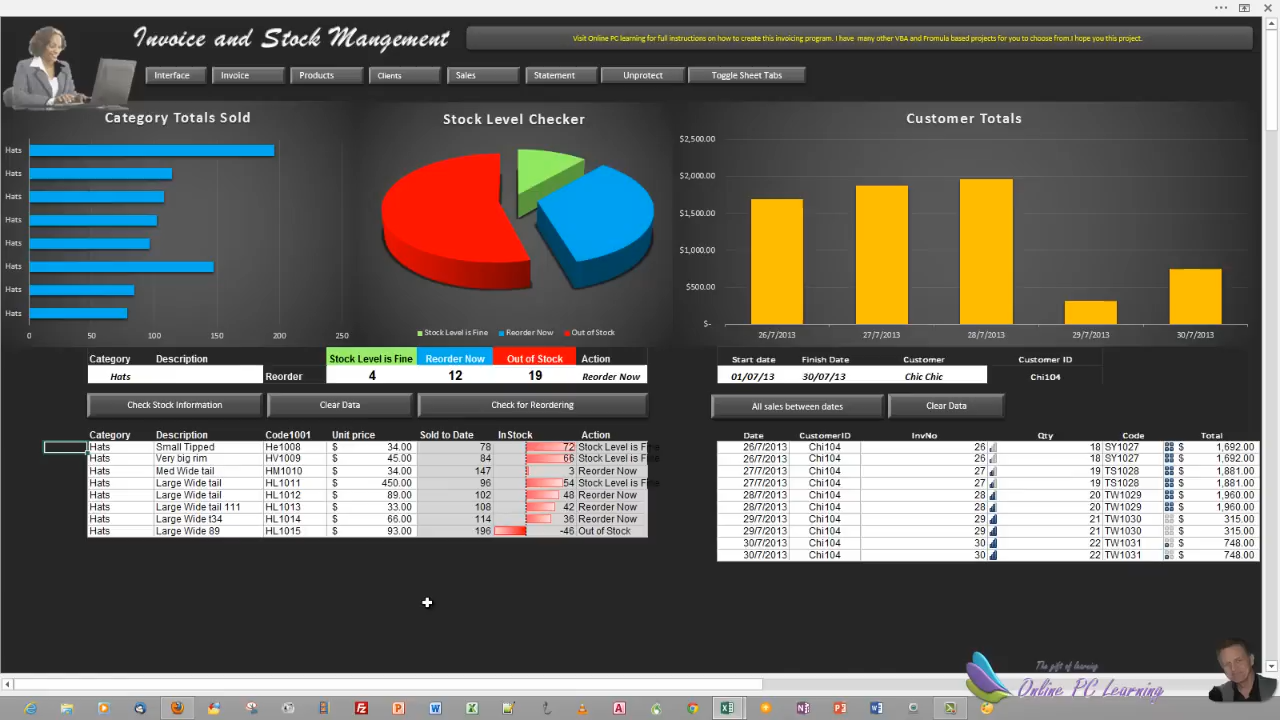 Invoice and Stock Mangement
Visit Online PC learning for full instructions on how to create this invoicing program. I have many other VBA and Fromula based projects for you to choose from.I hope you this project.
Interface Invoice Products Clients Sales Statement Unprotect Toggle Sheet Tabs
Category Totals Sold
Hats
Hats
Hats
Hats
Hats
Hats
Hats
Hats
0 50 100 150 200 250
Stock Level Checker
Stock Level is Fine Reorder Now Out of Stock
Customer Totals
$2,500.00
$2,000.00
$1,500.00
$1,000.00
$500.00
$-
26/7/2013 27/7/2013 28/7/2013 29/7/2013 30/7/2013
Category Description Stock Level is Fine Reorder Now Out of Stock Action
Hats Reorder 4 12 19 Reorder Now
Check Stock Information Clear Data Check for Reordering
Category Description Code1001 Unit price Sold to Date InStock Action
Hats Small Tipped He1008 $ 34.00 78 72 Stock Level is Fine
Hats Very big rim HV1009 $ 45.00 84 66 Stock Level is Fine
Hats Med Wide tail HM1010 $ 34.00 147 3 Reorder Now
Hats Large Wide tail HL1011 $ 450.00 96 54 Stock Level is Fine
Hats Large Wide tail HL1012 $ 89.00 102 48 Reorder Now
Hats Large Wide tail 111 HL1013 $ 33.00 108 42 Reorder Now
Hats Large Wide t34 HL1014 $ 66.00 114 36 Reorder Now
Hats Large Wide 89 HL1015 $ 93.00 196 -46 Out of Stock
Start date Finish Date Customer Customer ID
01/07/13 30/07/13 Chic Chic Chi104
All sales between dates Clear Data
Date CustomerID InvNo Qty Code Total
26/7/2013 Chi104 26 18 SY1027 $ 1,692.00
26/7/2013 Chi104 26 18 SY1028 $ 1,692.00
27/7/2013 Chi104 27 19 TS1028 $ 1,881.00
27/7/2013 Chi104 27 19 TS1029 $ 1,881.00
28/7/2013 Chi104 28 20 TW1029 $ 1,960.00
28/7/2013 Chi104 28 20 TW1029 $ 1,960.00
29/7/2013 Chi104 29 21 TW1030 $ 315.00
29/7/2013 Chi104 29 21 TW1030 $ 315.00
30/7/2013 Chi104 30 22 TW1031 $ 748.00
30/7/2013 Chi104 30 22 TW1031 $ 748.00
The gift of learning
Online PC Learning